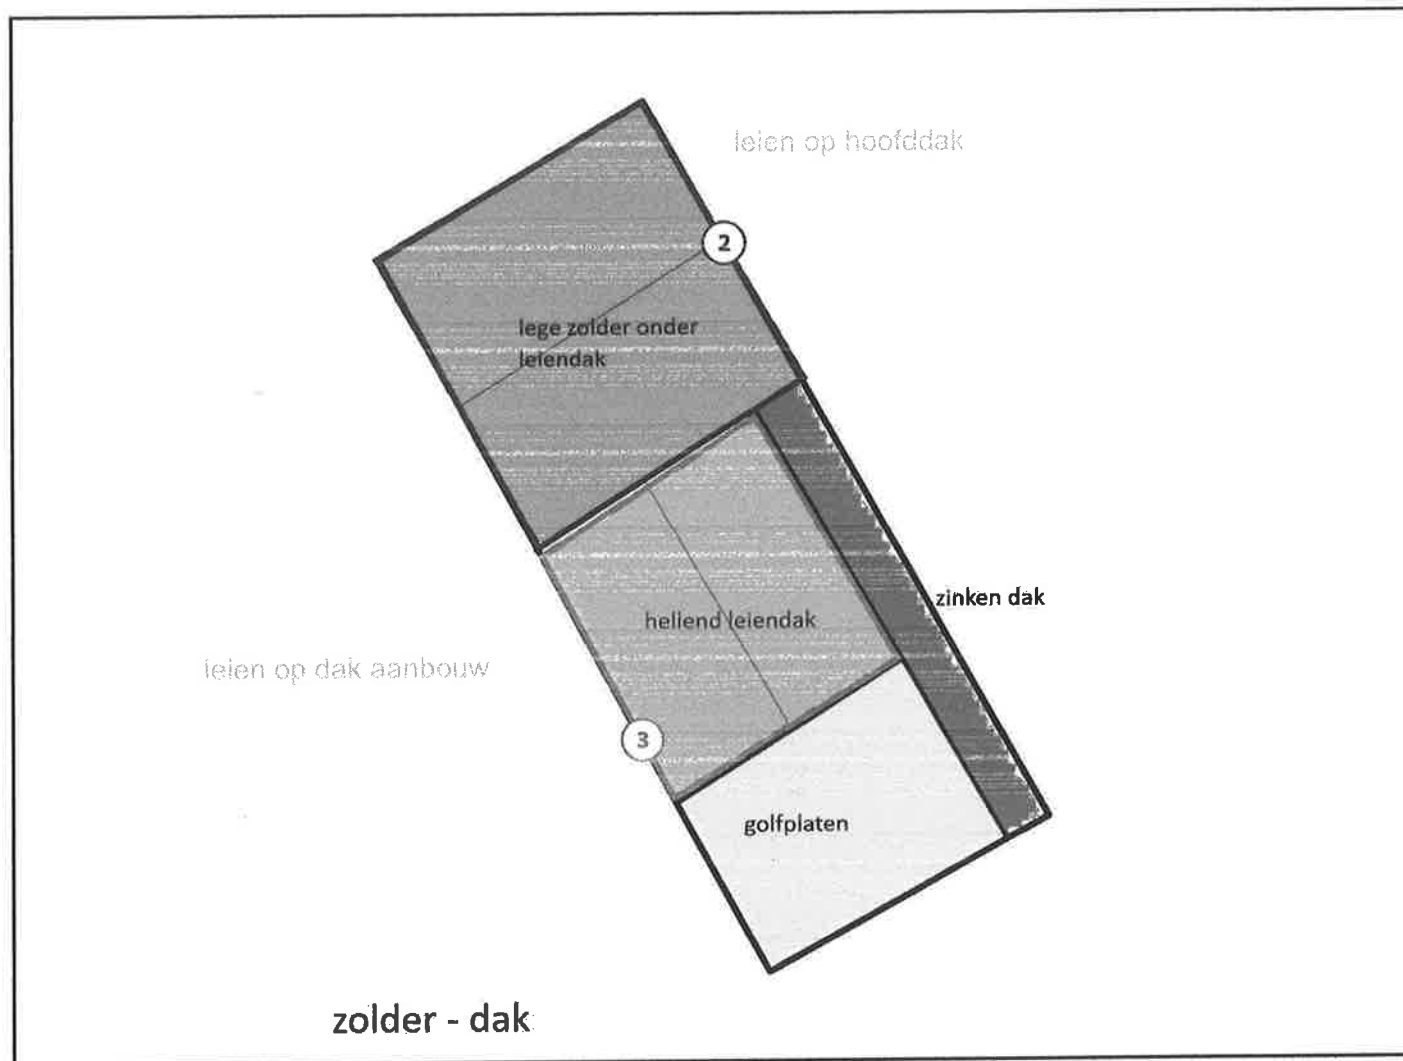 leien op hoofddak
2
lege zolder onder
leiendak
zinken dak
hellend leiendak
leien op dak aanbouw
3
golfplaten
zolder - dak